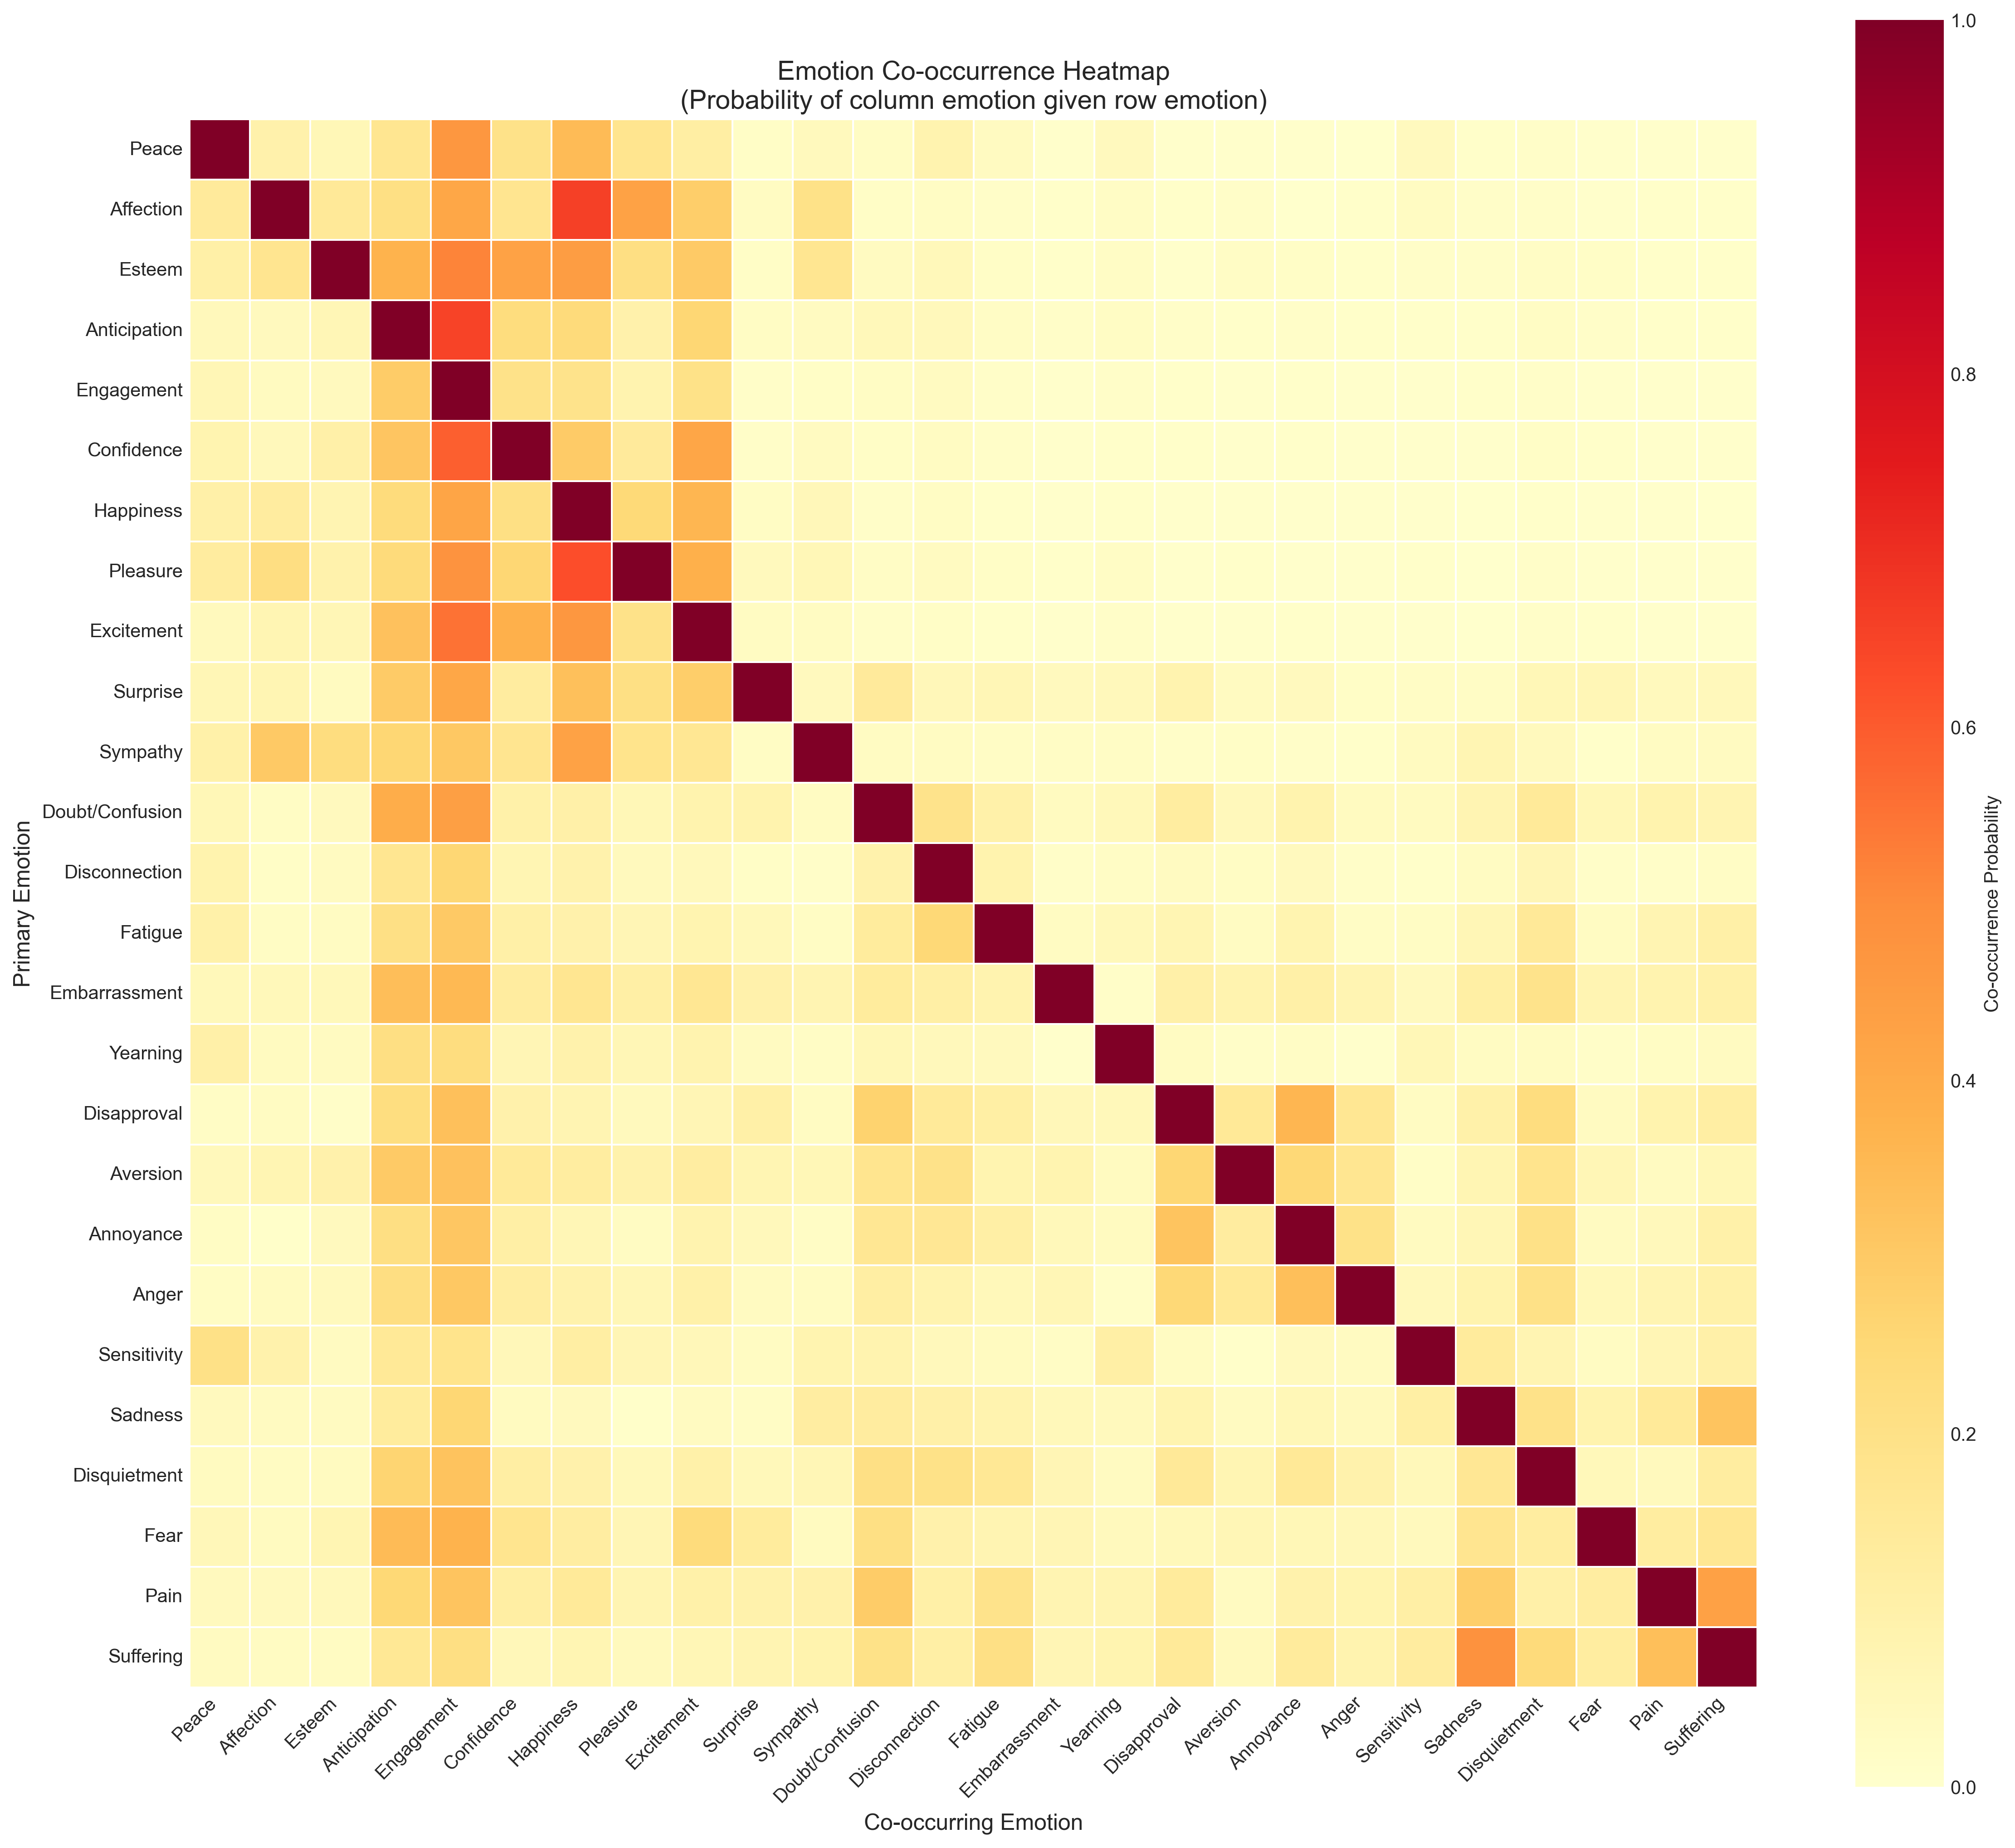 Emotion Co-occurrence Heatmap
(Probability of column emotion given row emotion)
Primary Emotion
Peace
Affection
Esteem
Anticipation
Engagement
Confidence
Happiness
Pleasure
Excitement
Surprise
Sympathy
Doubt/Confusion
Disconnection
Fatigue
Embarrassment
Yearning
Disapproval
Aversion
Annoyance
Anger
Sensitivity
Sadness
Disquietment
Fear
Pain
Suffering
Peace
Affection
Esteem
Anticipation
Engagement
Confidence
Happiness
Pleasure
Excitement
Surprise
Sympathy
Doubt/Confusion
Disconnection
Fatigue
Embarrassment
Yearning
Disapproval
Aversion
Annoyance
Anger
Sensitivity
Sadness
Disquietment
Fear
Pain
Suffering
Co-occurring Emotion
1.0
0.8
0.6
0.4
0.2
0.0
Co-occurrence Probability